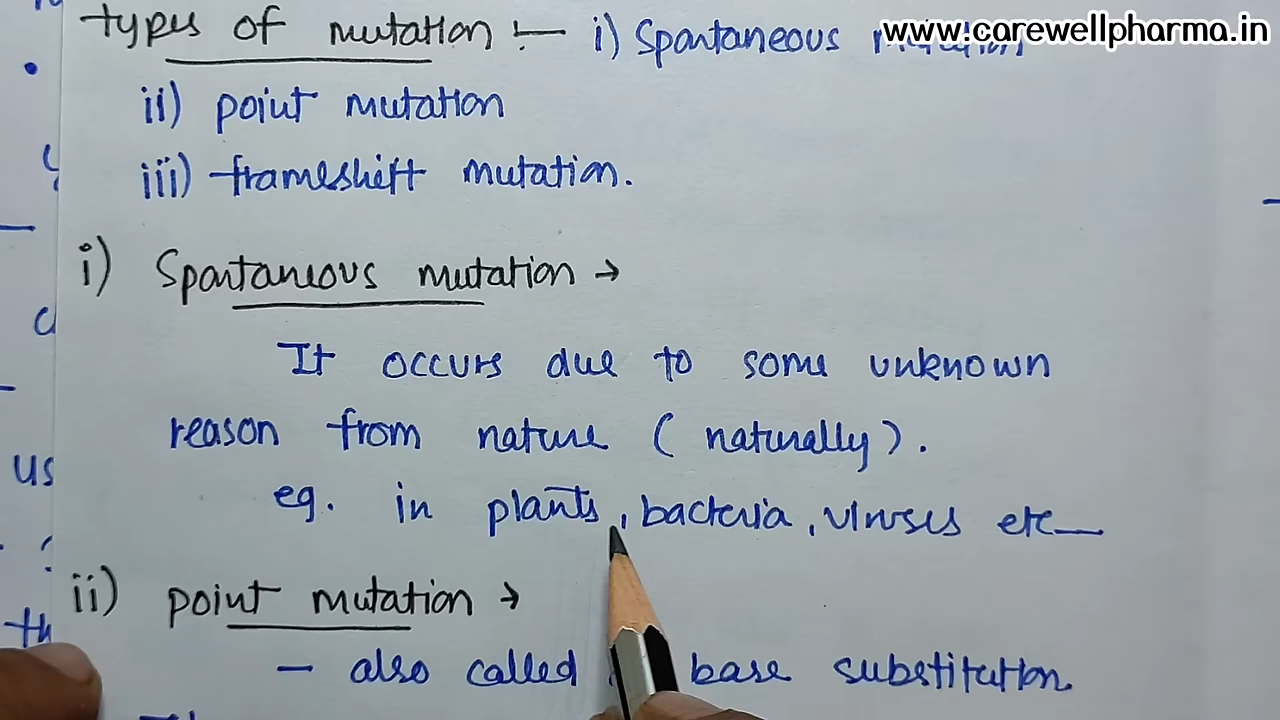 www.carewellpharma.in
types of mutation :- i) Spontaneous mutation
ii) point mutation
iii) frameshift mutation.
i) Spontaneous mutation →
It occurs due to some unknown
reason from nature ( naturally ).
eg. in plants, bacteria, viruses etc—
ii) point mutation →
- also called base substitution.